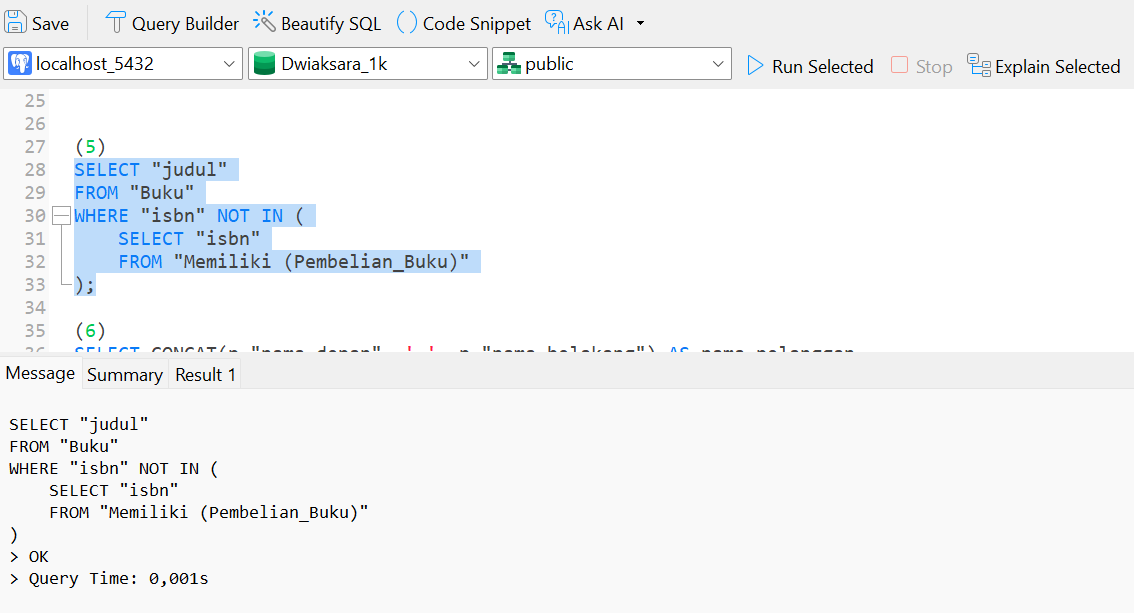 Save Query Builder Beautify SQL () Code Snippet Ask AI
localhost_5432 Dwiaksara_1k public Run Selected Stop Explain Selected
25
26
27 (5)
28 SELECT "judul"
29 FROM "Buku"
30 WHERE "isbn" NOT IN (
31 SELECT "isbn"
32 FROM "Memiliki (Pembelian_Buku)"
33 );
34
35 (6)
Message Summary Result 1
SELECT "judul"
FROM "Buku"
WHERE "isbn" NOT IN (
SELECT "isbn"
FROM "Memiliki (Pembelian_Buku)"
)
> OK
> Query Time: 0,001s